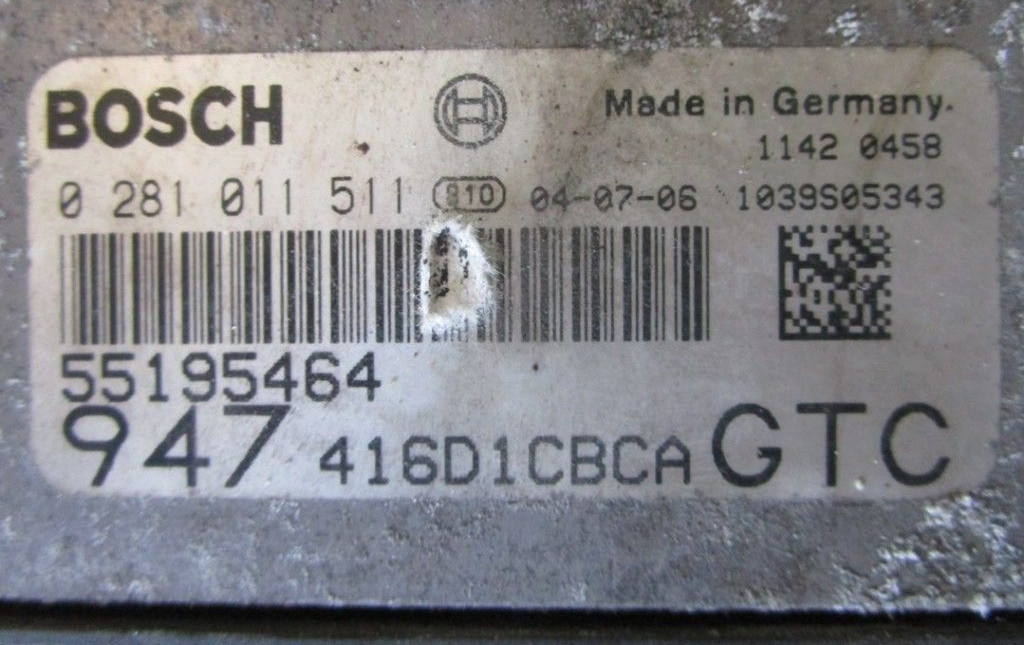 BOSCH
Made in Germany.
1142 0458
0 281 011 511 810 04-07-06 1039S05343
55195464
947 416D1CBCA GTC